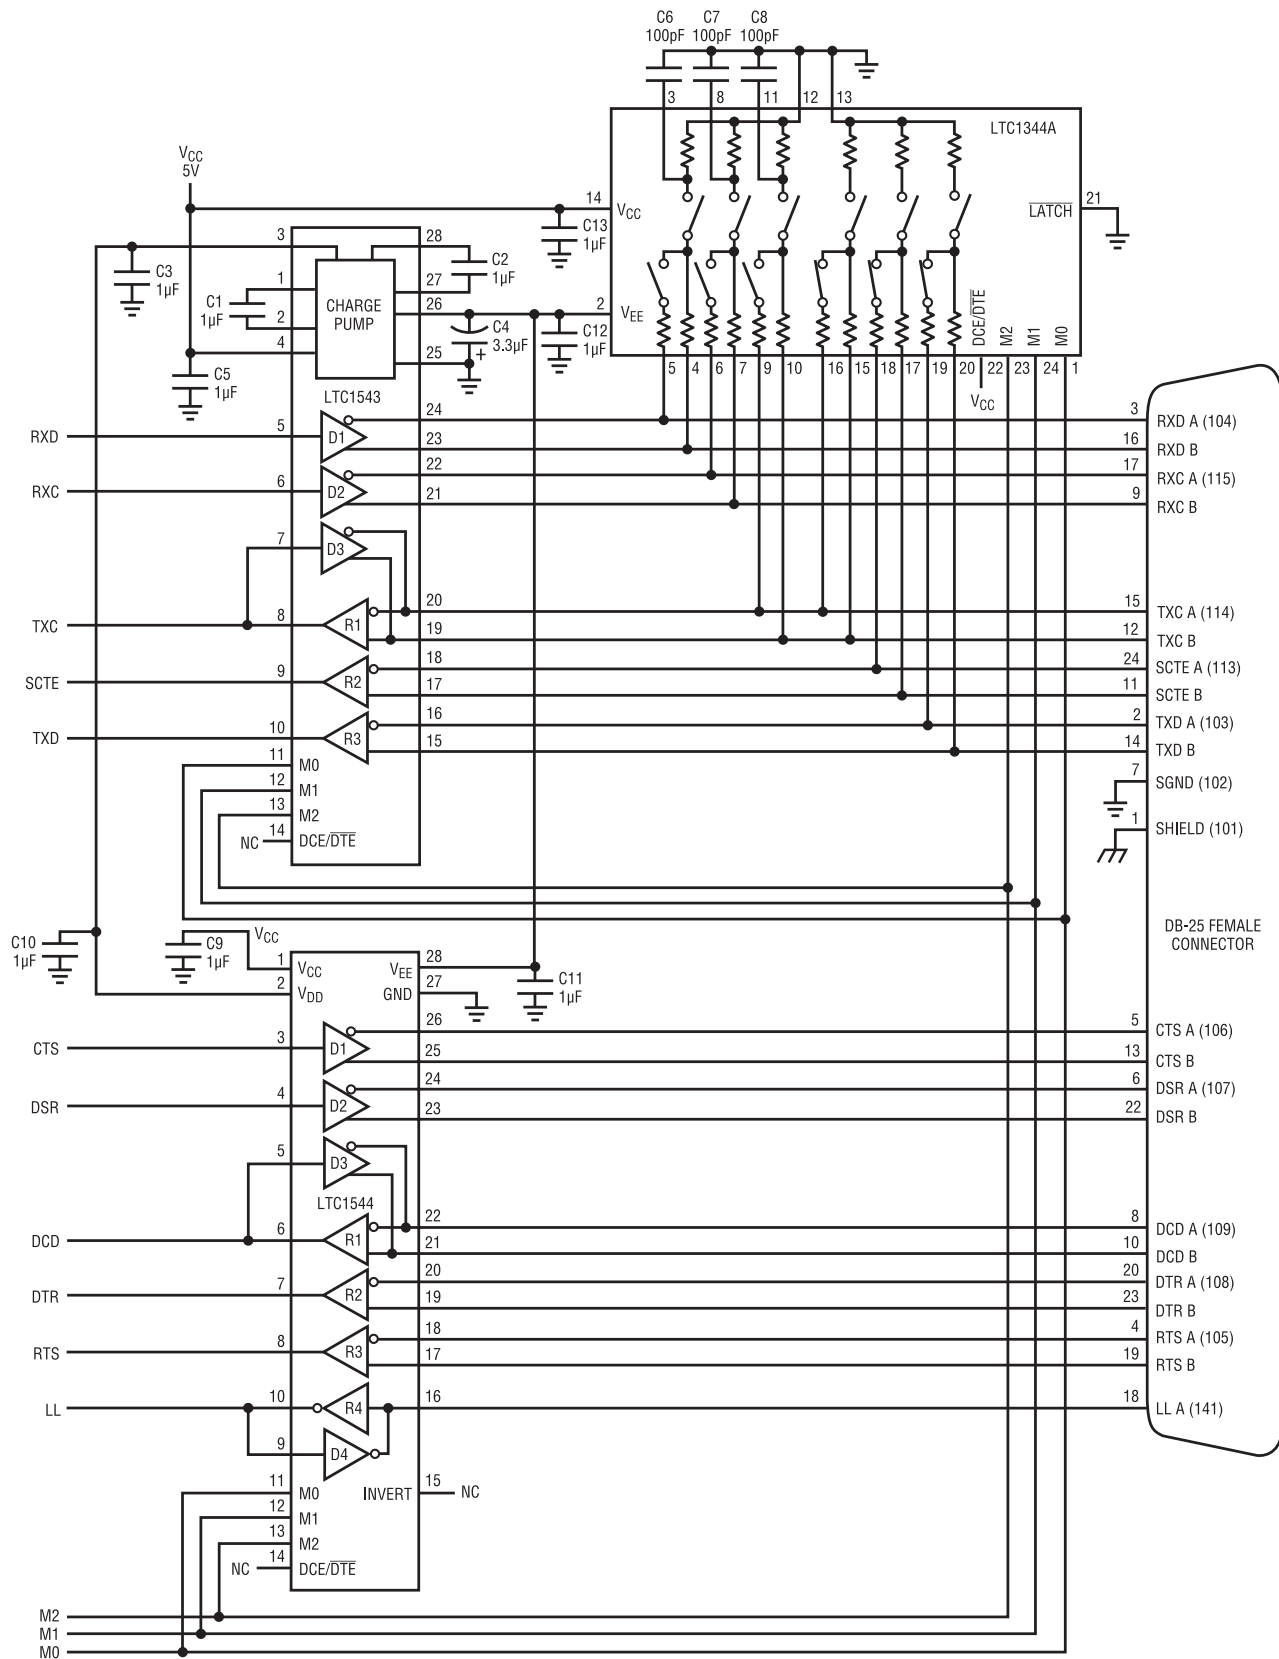 C6 C7 C8
100pF 100pF 100pF
3 8 11 12 13
LTC1344A
VCC
5V
14 VCC
LATCH 21
C13
1µF
3 28
C3
1µF
C2
1µF
1 27
C1
1µF
CHARGE
PUMP
26
2 VEE
2
C4
3.3µF
+
C12
1µF
4 25
DCE/DTE M2 M1 M0
C5
1µF
5 4 6 7 9 10 16 15 18 17 19 20 22 23 24 1
VCC
LTC1543
24 3 RXD A (104)
RXD 5 D1
23 16 RXD B
22 17 RXC A (115)
RXC 6 D2
21 9 RXC B
7 D3
20 15 TXC A (114)
TXC 8 R1
19 12 TXC B
18 24 SCTE A (113)
SCTE 9 R2
17 11 SCTE B
16 2 TXD A (103)
TXD 10 R3
15 14 TXD B
11 M0
7 SGND (102)
12 M1
13 M2
1 SHIELD (101)
NC 14 DCE/DTE
DB-25 FEMALE
CONNECTOR
C10
1µF
C9
1µF
VCC
1 VCC VEE 28
2 VDD GND 27
C11
1µF
26 5 CTS A (106)
CTS 3 D1
25 13 CTS B
24 6 DSR A (107)
DSR 4 D2
23 22 DSR B
5 D3
LTC1544
22 8 DCD A (109)
DCD 6 R1
21 10 DCD B
20 20 DTR A (108)
DTR 7 R2
19 23 DTR B
18 4 RTS A (105)
RTS 8 R3
17 19 RTS B
LL 10 R4 16 18 LL A (141)
9 D4
11 M0 INVERT 15 NC
12 M1
13 M2
NC 14 DCE/DTE
M2
M1
M0